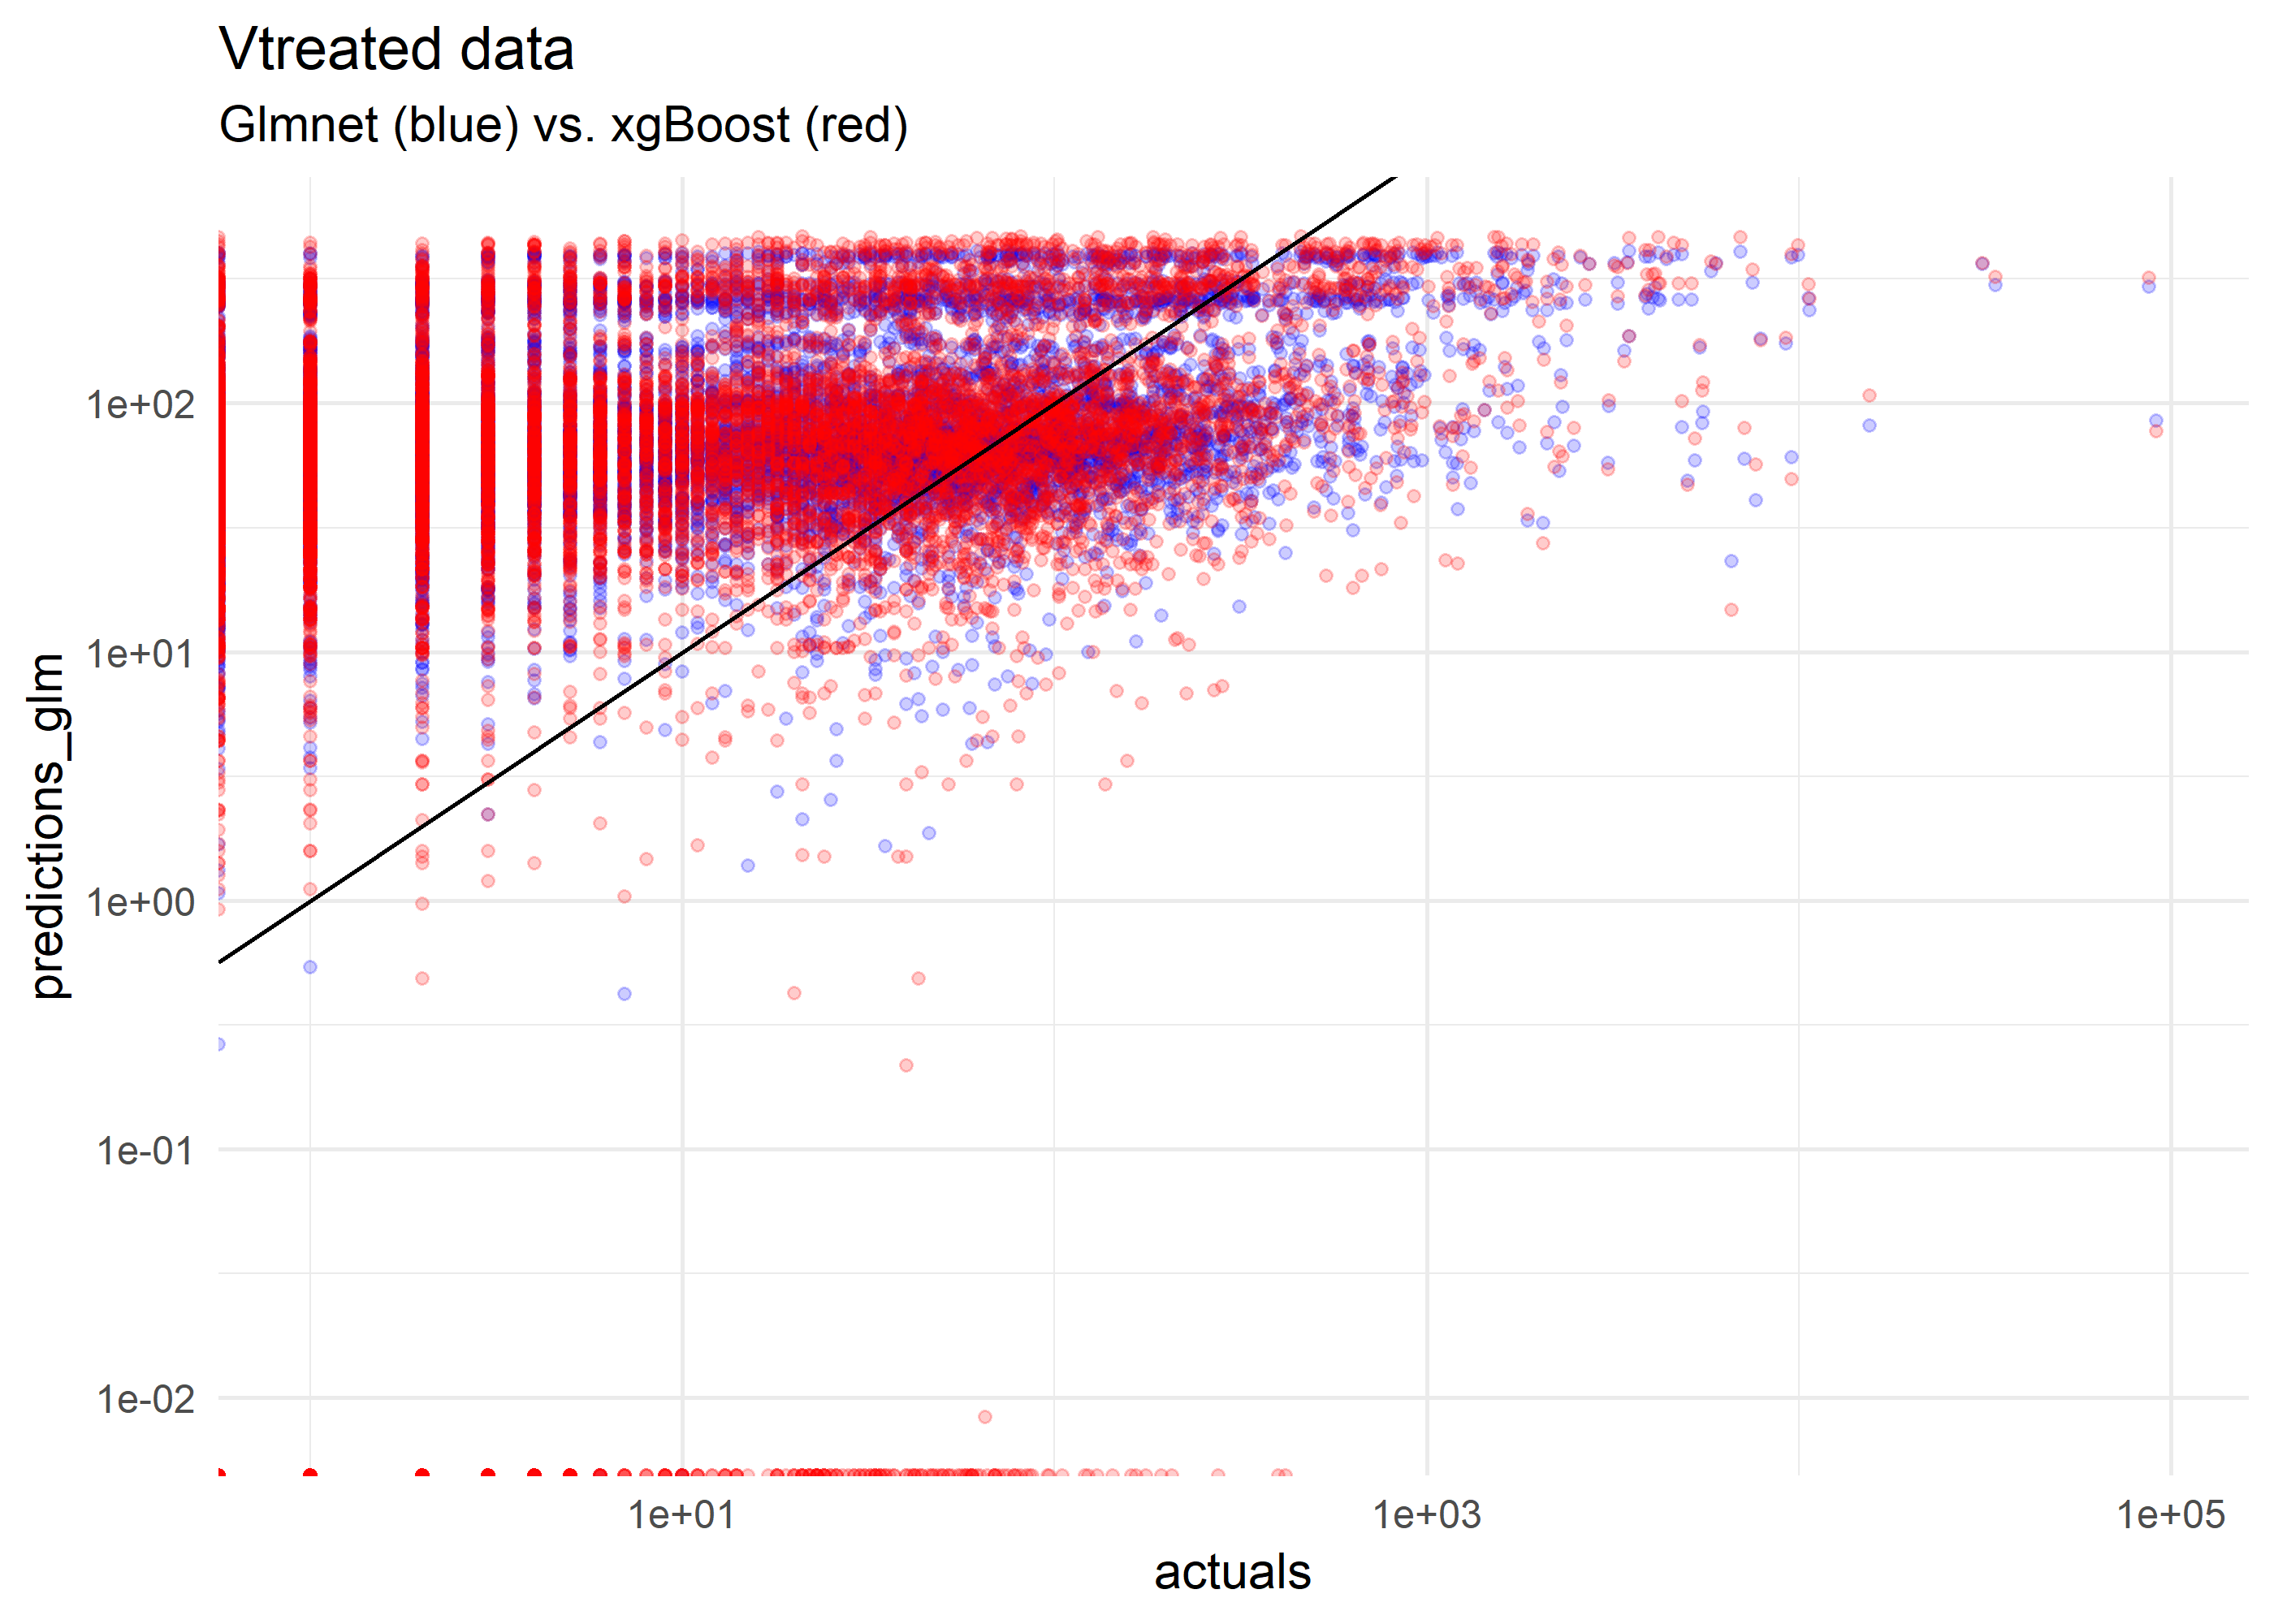 Vtreated data
Glmnet (blue) vs. xgBoost (red)
predictions_glm
1e+02
1e+01
1e+00
1e-01
1e-02
1e+01
1e+03
1e+05
actuals